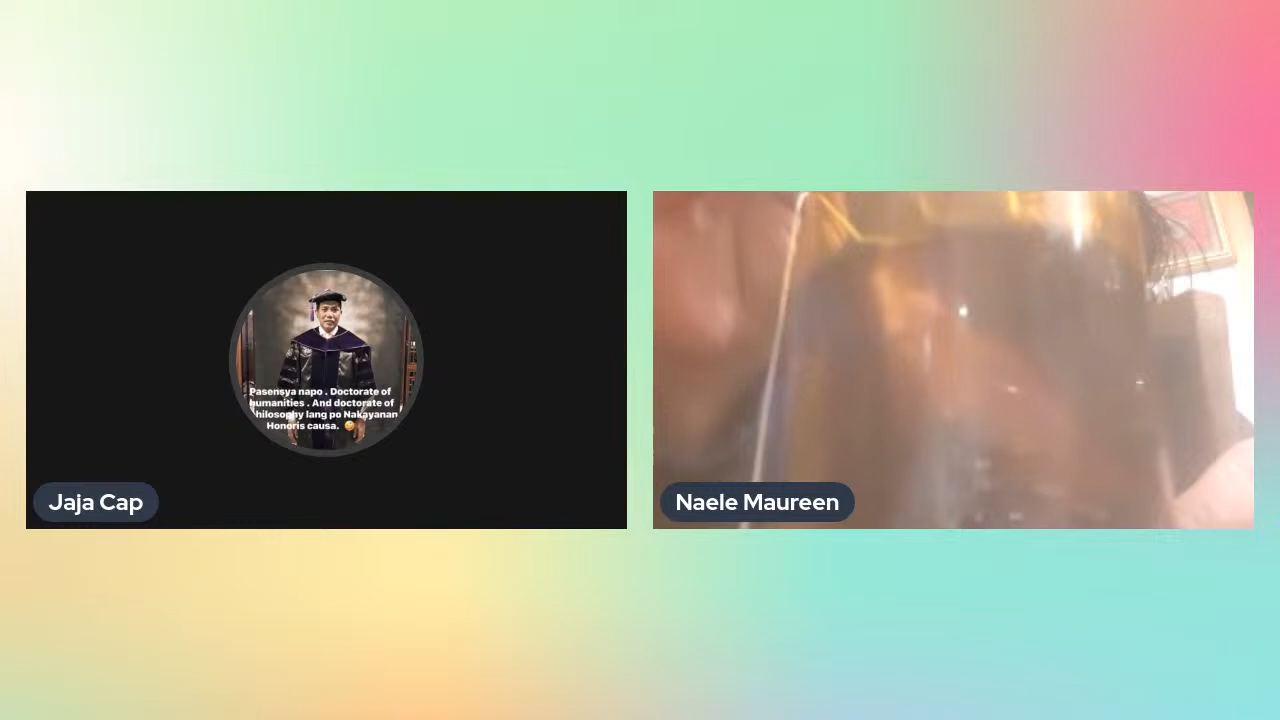 Pasensya napo . Doctorate of
humanities . And doctorate of
hilosophy lang po Nakayanan
Honoris causa. 🤣
Jaja Cap
Naele Maureen